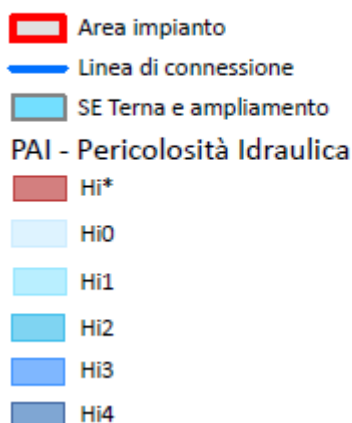 Area impianto
Linea di connessione
SE Terna e ampliamento
PAI - Pericolosità Idraulica
Hi*
Hi0
Hi1
Hi2
Hi3
Hi4